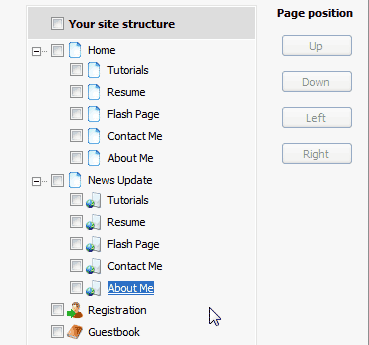 Your site structure
Page position
Home
Up
Tutorials
Resume
Down
Flash Page
Left
Contact Me
About Me
Right
News Update
Tutorials
Resume
Flash Page
Contact Me
About Me
Registration
Guestbook